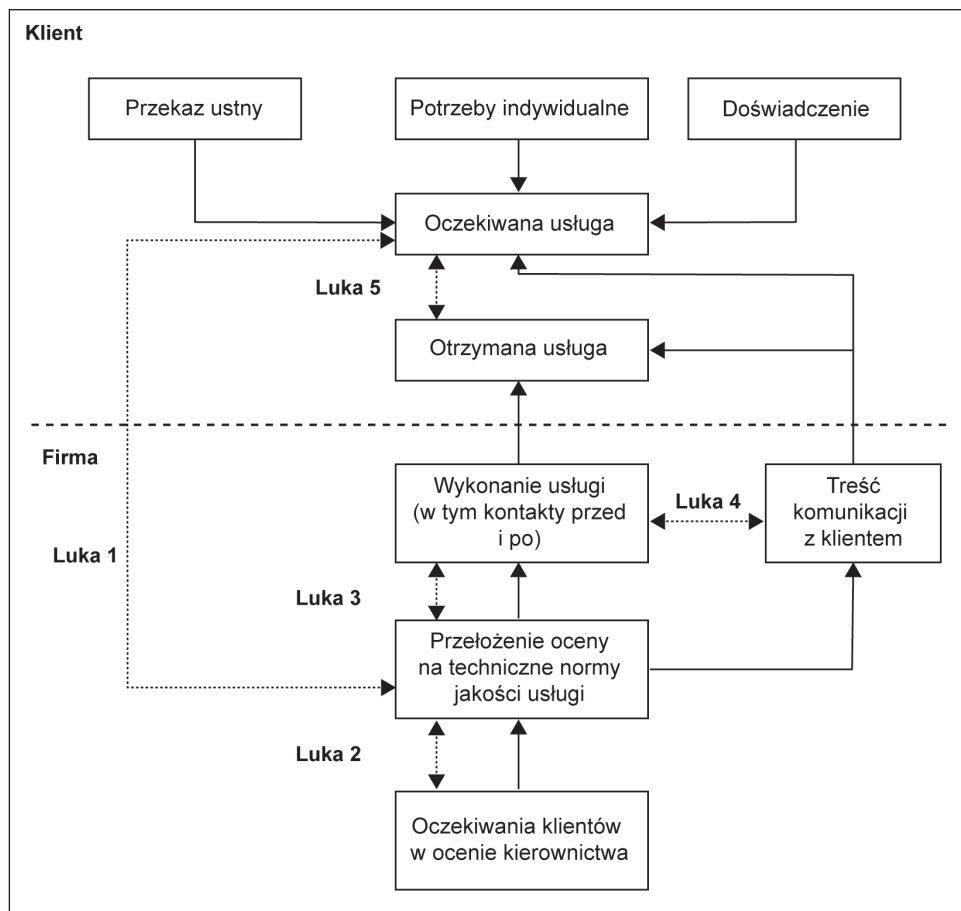 Klient
Przekaz ustny
Potrzeby indywidualne
Doświadczenie
Oczekiwana usługa
Luka 5
Otrzymana usługa
Firma
Wykonanie usługi
(w tym kontakty przed
i po)
Luka 4
Treść
komunikacji
z klientem
Luka 1
Luka 3
Przełożenie oceny
na techniczne normy
jakości usługi
Luka 2
Oczekiwania klientów
w ocenie kierownictwa